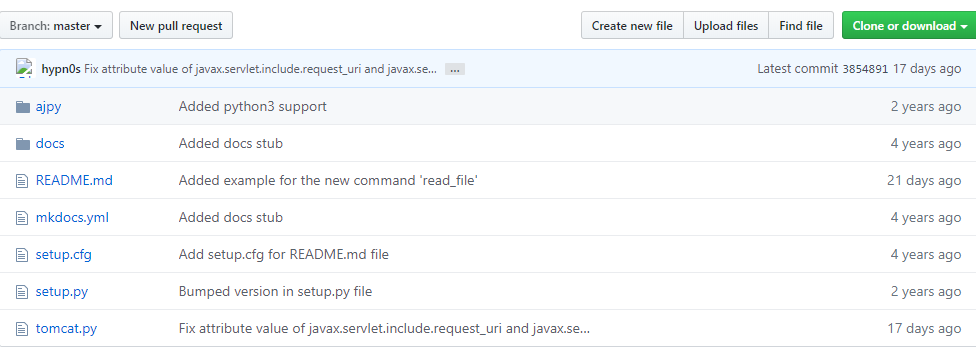 Branch: master New pull request Create new file Upload files Find file Clone or download
hypn0s Fix attribute value of javax.servlet.include.request_uri and javax.se... ... Latest commit 3854891 17 days ago
ajpy Added python3 support 2 years ago
docs Added docs stub 4 years ago
README.md Added example for the new command 'read_file' 21 days ago
mkdocs.yml Added docs stub 4 years ago
setup.cfg Add setup.cfg for README.md file 4 years ago
setup.py Bumped version in setup.py file 2 years ago
tomcat.py Fix attribute value of javax.servlet.include.request_uri and javax.se... 17 days ago